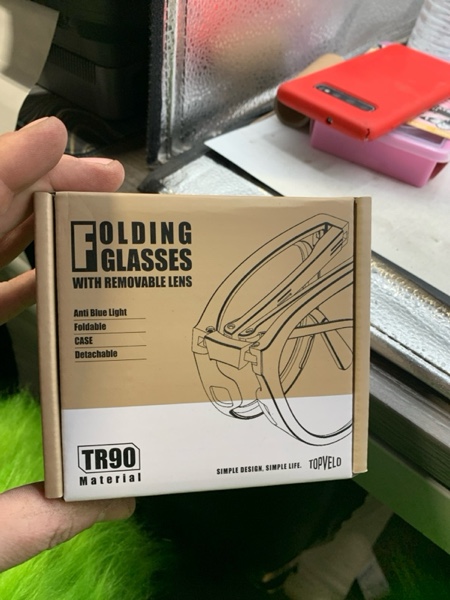 FOLDING
GLASSES
WITH REMOVABLE LENS
Anti Blue Light
Foldable
CASE
Detachable
TR90
Material
SIMPLE DESIGN, SIMPLE LIFE. TOPVELO